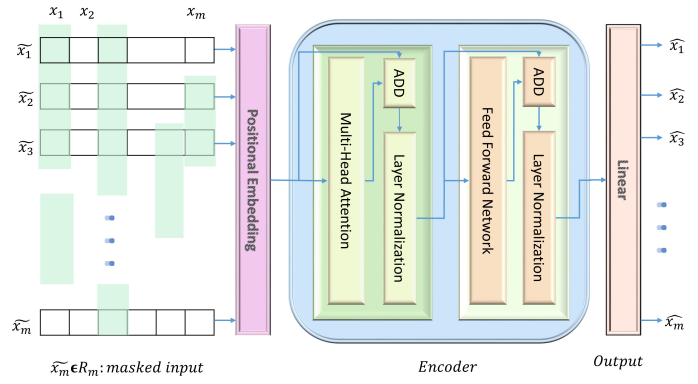 x₁ x₂ xₘ
x̃₁
x̃₂
x̃₃
x̃ₘ
x̃ₘϵRₘ: masked input
Positional Embedding
Multi-Head Attention
ADD
Layer Normalization
Feed Forward Network
ADD
Layer Normalization
Encoder
Linear
Output
x̂₁
x̂₂
x̂₃
x̂ₘ